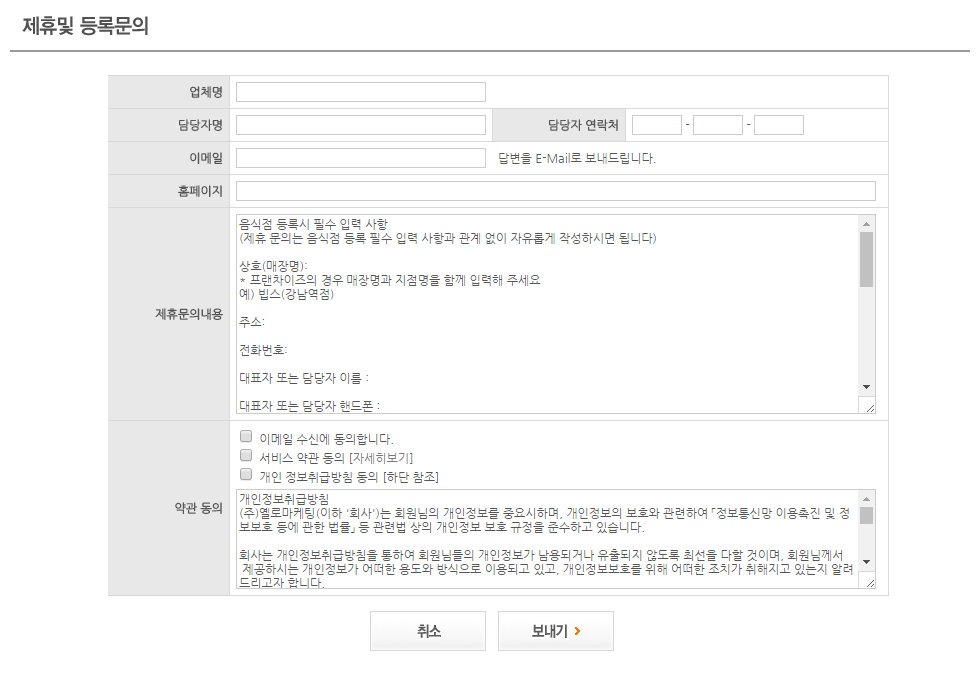 제휴및 등록문의
업체명
담당자명
담당자 연락처 - -
이메일
답변을 E-Mail로 보내드립니다.
홈페이지
제휴문의내용
음식점 등록시 필수 입력 사항
(제휴 문의는 음식점 등록 필수 입력 사항과 관계 없이 자유롭게 작성하시면 됩니다)
상호(매장명):
* 프랜차이즈의 경우 매장명과 지점명을 함께 입력해 주세요
예) 빕스(강남역점)
주소:
전화번호:
대표자 또는 담당자 이름 :
대표자 또는 담당자 핸드폰 :
약관 동의
이메일 수신에 동의합니다.
서비스 약관 동의 [자세히보기]
개인 정보취급방침 동의 [하단 참조]
개인정보취급방침
(주)옐로마케팅(이하 '회사')는 회원님의 개인정보를 중요시하며, 개인정보의 보호와 관련하여 ｢정보통신망 이용촉진 및 정
보보호 등에 관한 법률｣ 등 관련법 상의 개인정보 보호 규정을 준수하고 있습니다.
회사는 개인정보취급방침을 통하여 회원님들의 개인정보가 남용되거나 유출되지 않도록 최선을 다할 것이며, 회원님께서
제공하시는 개인정보가 어떠한 용도와 방식으로 이용되고 있고, 개인정보보호를 위해 어떠한 조치가 취해지고 있는지 알려
드리고자 합니다.
취소
보내기